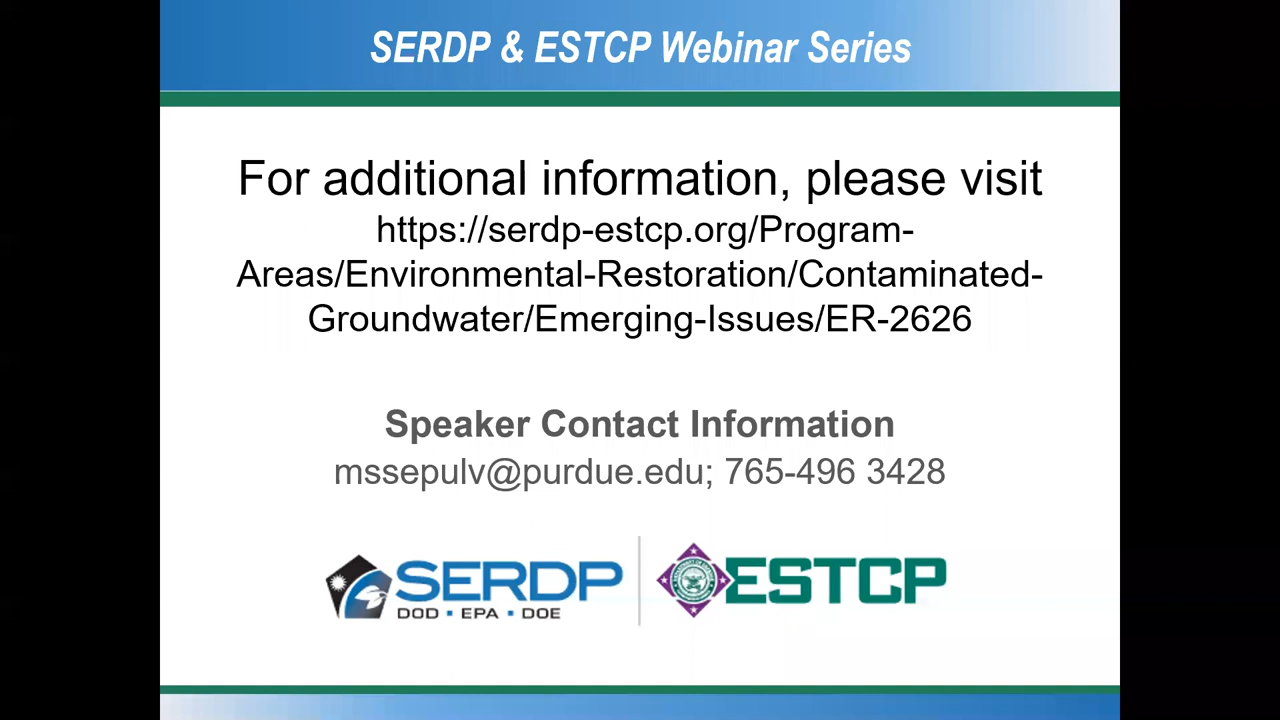 SERDP & ESTCP Webinar Series
For additional information, please visit
https://serdp-estcp.org/Program-
Areas/Environmental-Restoration/Contaminated-
Groundwater/Emerging-Issues/ER-2626
Speaker Contact Information
mssepulv@purdue.edu; 765-496 3428
SERDP
DOD • EPA • DOE
ESTCP